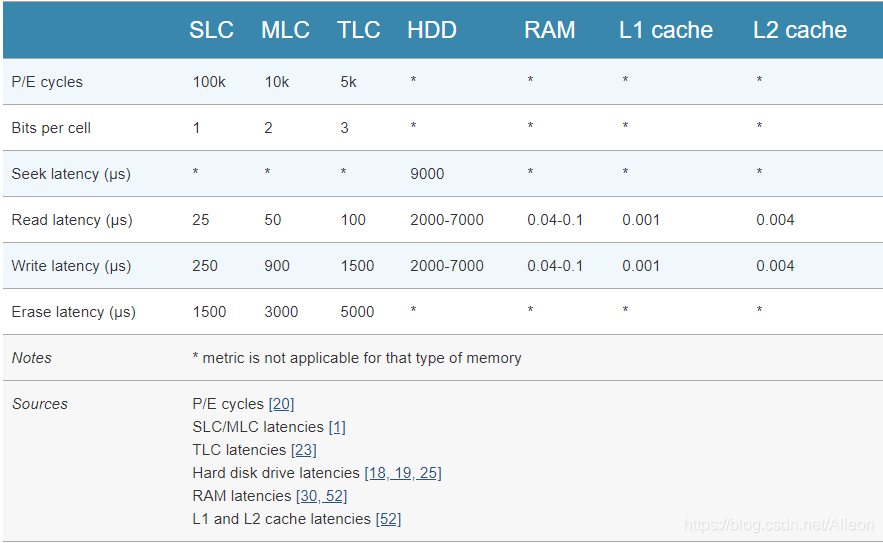 SLC MLC TLC HDD RAM L1 cache L2 cache
P/E cycles 100k 10k 5k * * * *
Bits per cell 1 2 3 * * * *
Seek latency (μs) * * * 9000 * * *
Read latency (μs) 25 50 100 2000-7000 0.04-0.1 0.001 0.004
Write latency (μs) 250 900 1500 2000-7000 0.04-0.1 0.001 0.004
Erase latency (μs) 1500 3000 5000 * * * *
Notes * metric is not applicable for that type of memory
Sources P/E cycles [20]
SLC/MLC latencies [1]
TLC latencies [23]
Hard disk drive latencies [18, 19, 25]
RAM latencies [30, 52]
L1 and L2 cache latencies [52]
https://blog.csdn.net/Alieon